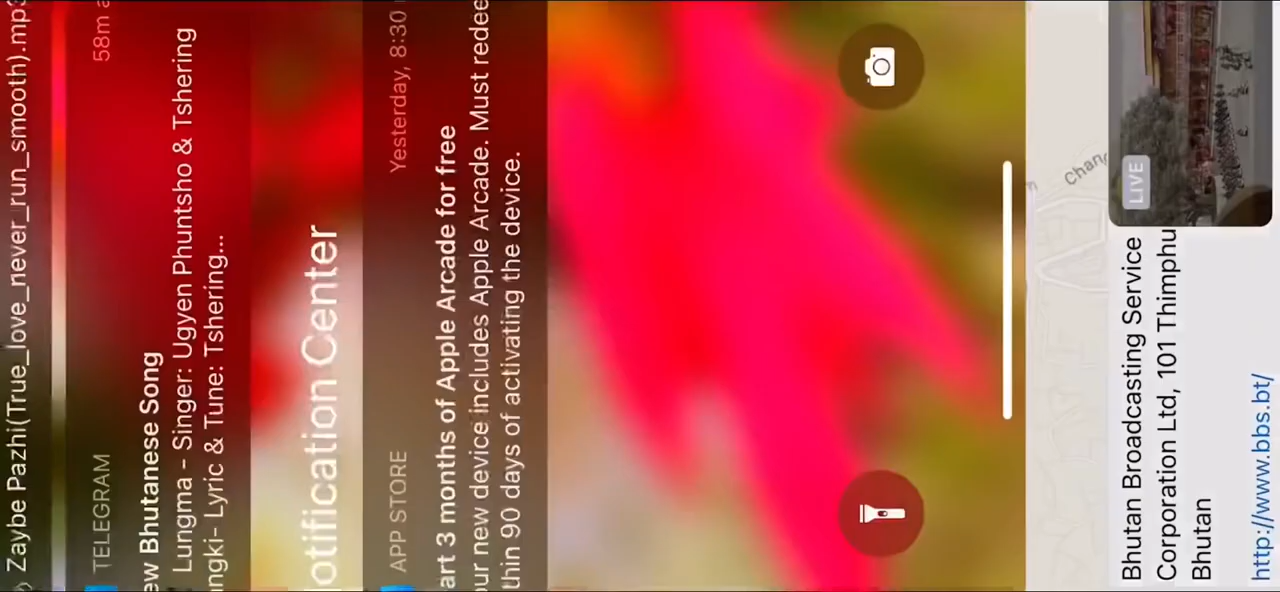 Zaybe Pazhi(True_love_never_run_smooth).mp3
TELEGRAM
58m a
ew Bhutanese Song
Lungma - Singer: Ugyen Phuntsho & Tshering
angki- Lyric & Tune: Tshering...
otification Center
APP STORE
Yesterday, 8:30
art 3 months of Apple Arcade for free
our new device includes Apple Arcade. Must redee
thin 90 days of activating the device.
Chang
LIVE
Bhutan Broadcasting Service
Corporation Ltd, 101 Thimphu
Bhutan
http://www.bbs.bt/